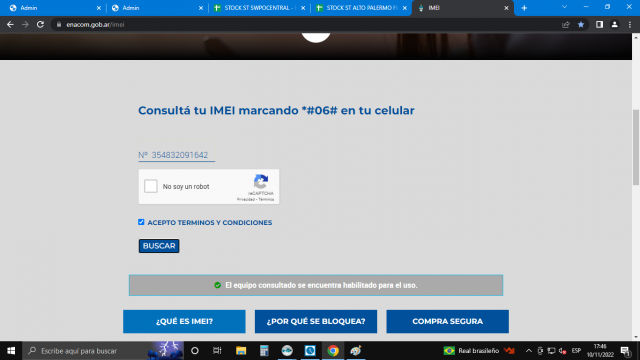 Admin
Admin
STOCK ST SWPOCENTRAL -
STOCK ST ALTO PALERMO
IMEI
enacom.gob.ar/imei
Consultá tu IMEI marcando *#06# en tu celular
Nº 354832091642
No soy un robot
reCAPTCHA
Privacidad - Términos
ACEPTO TERMINOS Y CONDICIONES
BUSCAR
El equipo consultado se encuentra habilitado para el uso.
¿QUÉ ES IMEI?
¿POR QUÉ SE BLOQUEA?
COMPRA SEGURA
Escribe aquí para buscar
Real brasileño
ESP
17:46
10/11/2022